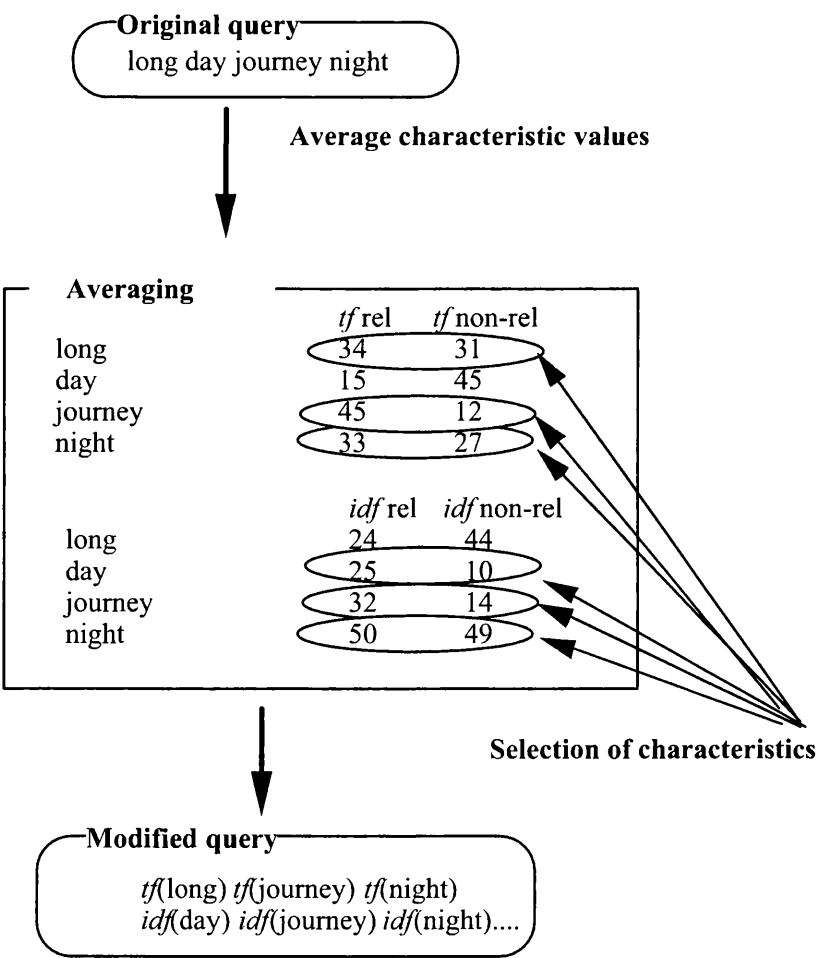 Original query
long day journey night
Average characteristic values
Averaging
tf rel tf non-rel
long 34 31
day 15 45
journey 45 12
night 33 27
idf rel idf non-rel
long 24 44
day 25 10
journey 32 14
night 50 49
Selection of characteristics
Modified query
tf(long) tf(journey) tf(night)
idf(day) idf(journey) idf(night)....